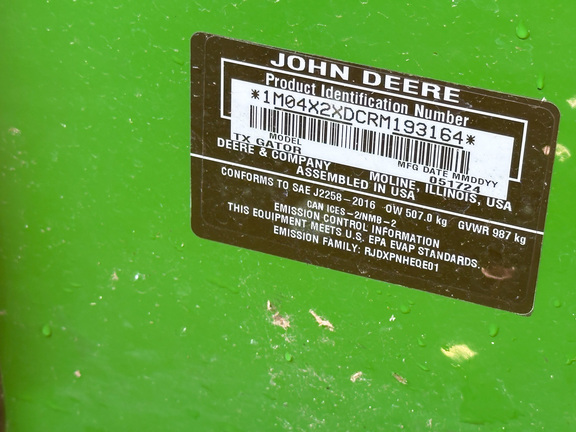 JOHN DEERE
Product Identification Number
*1M04X2XDCRM193164*
MODEL MFG DATE MMDDYY
TX GATOR 051724
DEERE & COMPANY MOLINE, ILLINOIS, USA
ASSEMBLED IN USA
CONFORMS TO SAE J2258-2016 OW 507.0 kg GVWR 987 kg
CAN ICES-2/NMB-2
EMISSION CONTROL INFORMATION
THIS EQUIPMENT MEETS U.S. EPA EVAP STANDARDS.
EMISSION FAMILY: RJDXPNHEQE01